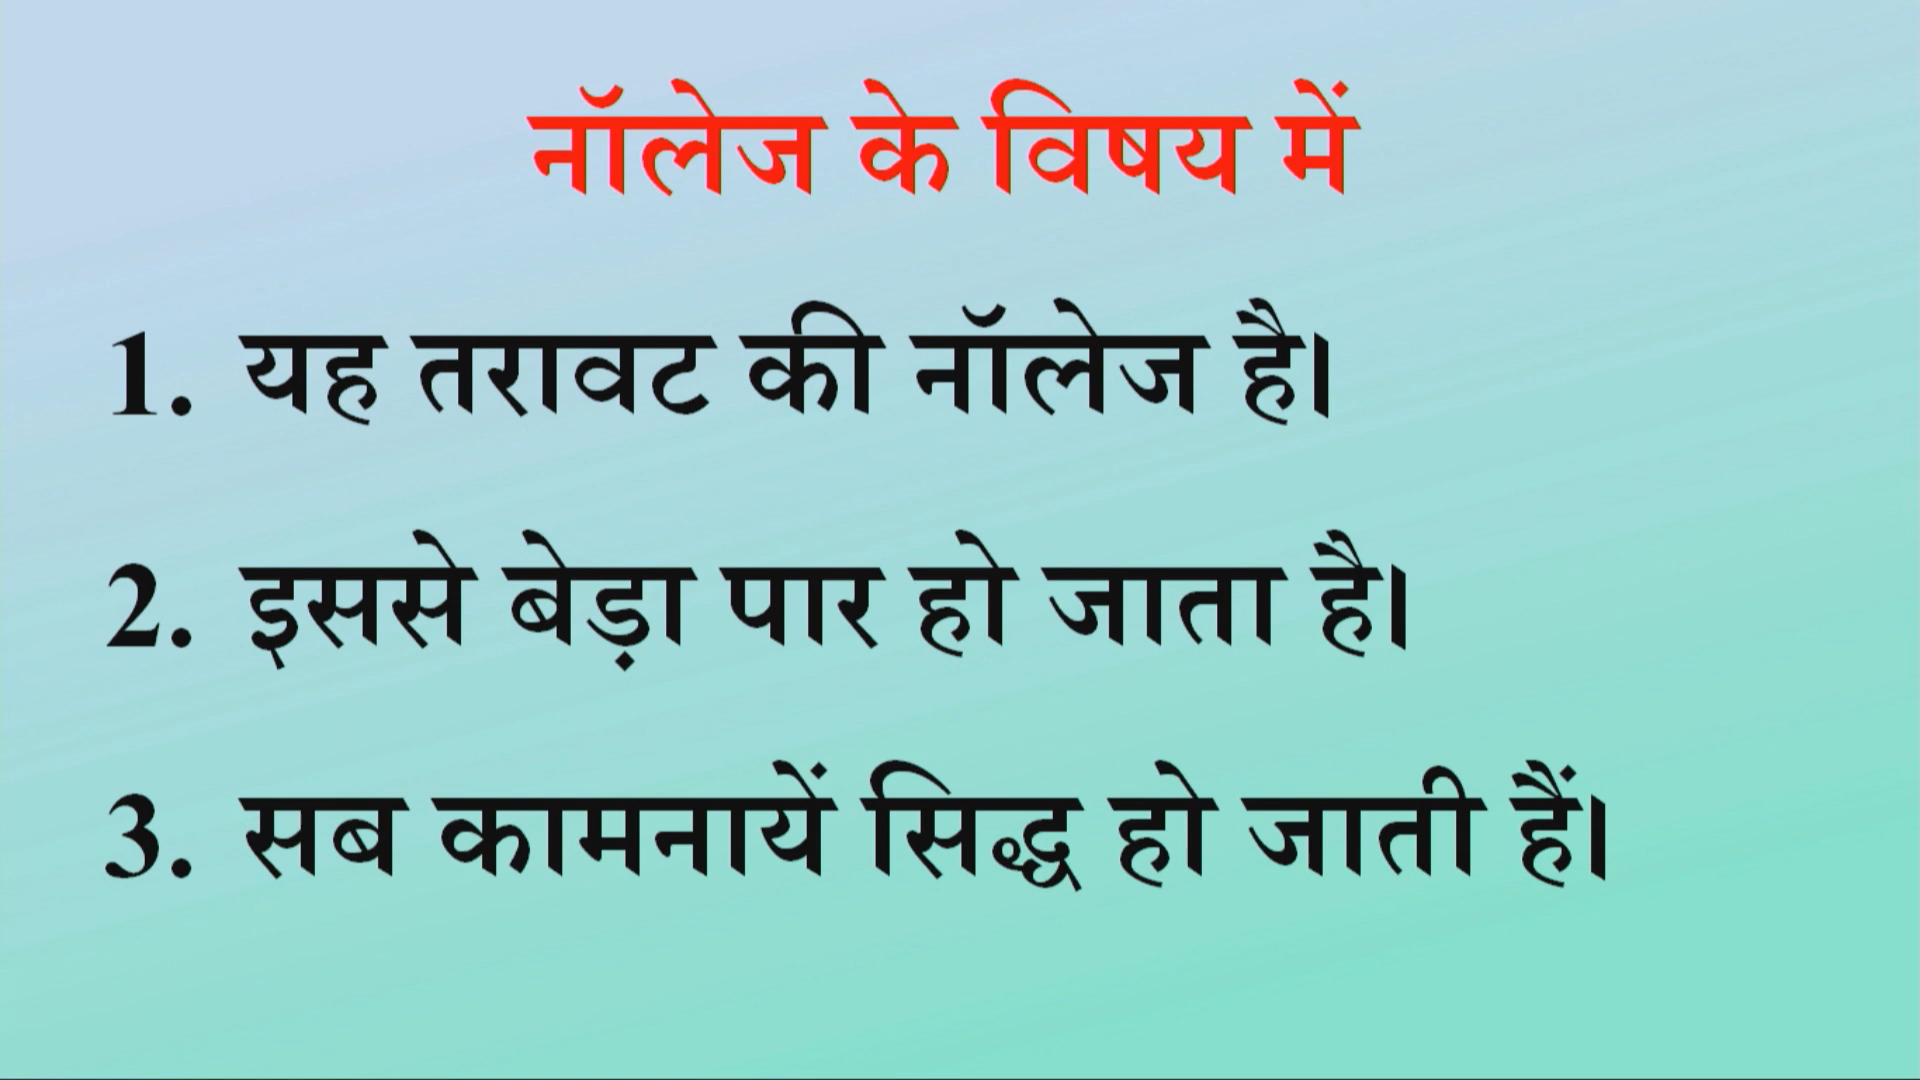 नॉलेज के विषय में
1. यह तरावट की नॉलेज है।
2. इससे बेड़ा पार हो जाता है।
3. सब कामनायें सिद्ध हो जाती हैं।